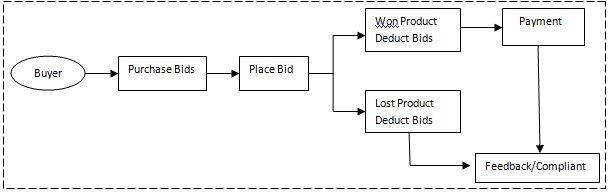 Buyer
Purchase Bids
Place Bid
Won Product
Deduct Bids
Payment
Lost Product
Deduct Bids
Feedback/Compliant